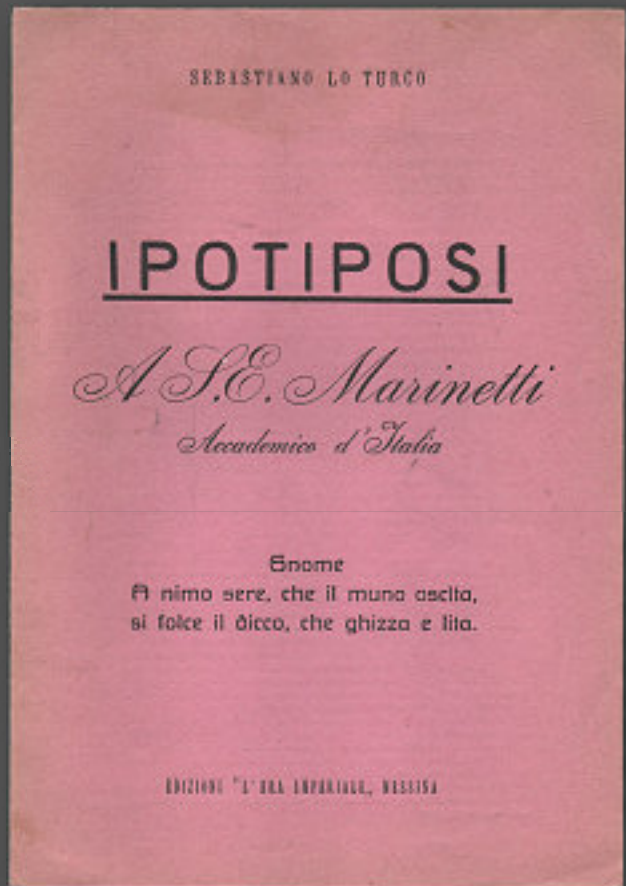 SEBASTIANO LO TURCO
IPOTIPOSI
A S.E. Marinetti
Accademico d'Italia
Gnome
A nimo sere, che il muno asclta,
si folce il dicco, che ghizza e lita.
EDIZIONI "L'ORA IMPERIALE, MESSINA